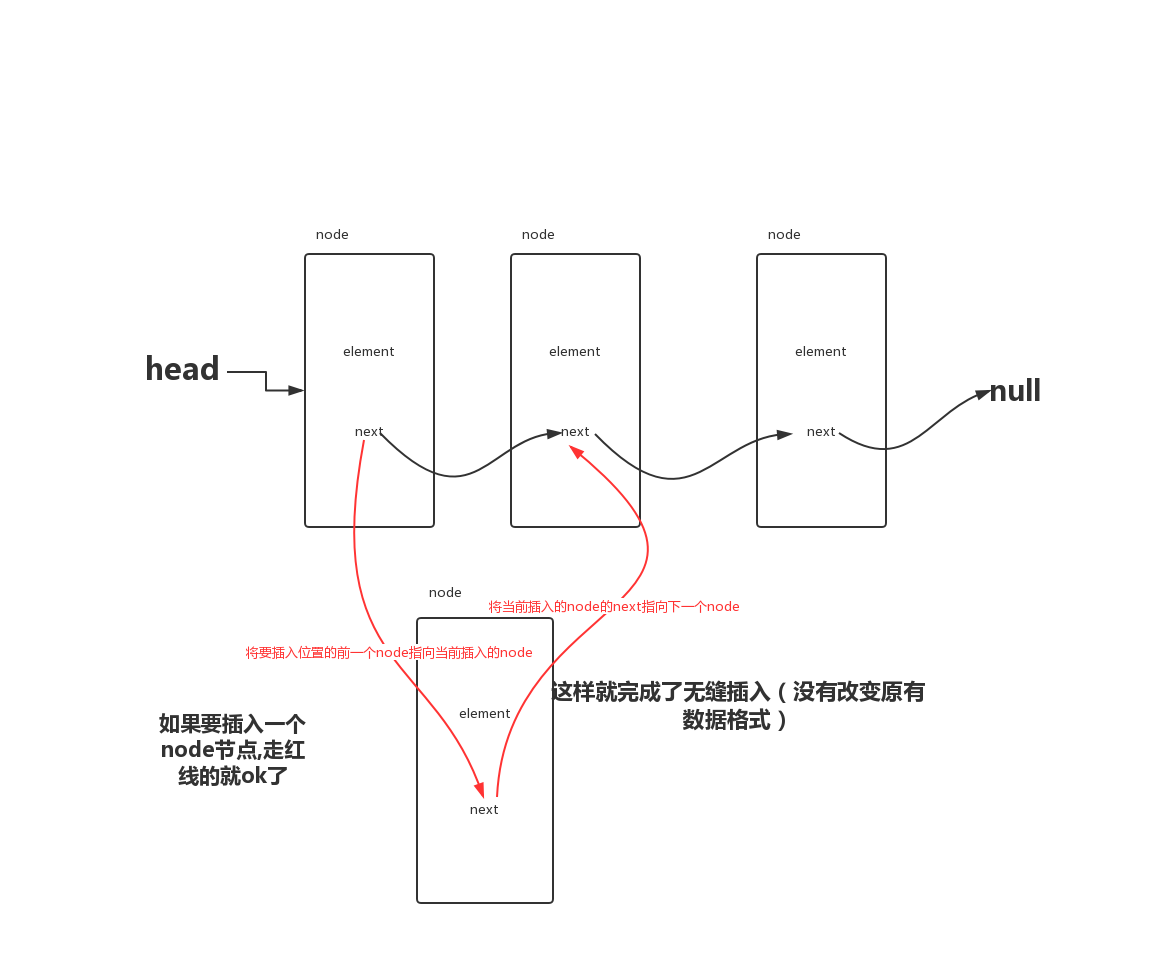 node
node
node
element
element
element
head
null
next
next
next
node
将当前插入的node的next指向下一个node
将要插入位置的前一个node指向当前插入的node
这样就完成了无缝插入（没有改变原有
数据格式）
element
如果要插入一个
node节点,走红
线的就ok了
next